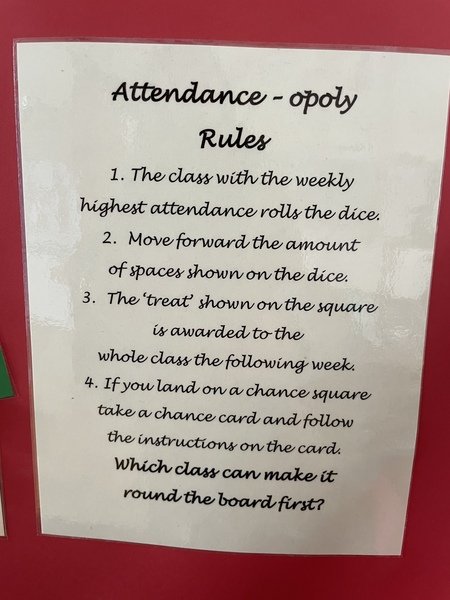 Attendance - opoly
Rules
1. The class with the weekly
highest attendance rolls the dice.
2. Move forward the amount
of spaces shown on the dice.
3. The 'treat' shown on the square
is awarded to the
whole class the following week.
4. If you land on a chance square
take a chance card and follow
the instructions on the card.
Which class can make it
round the board first?